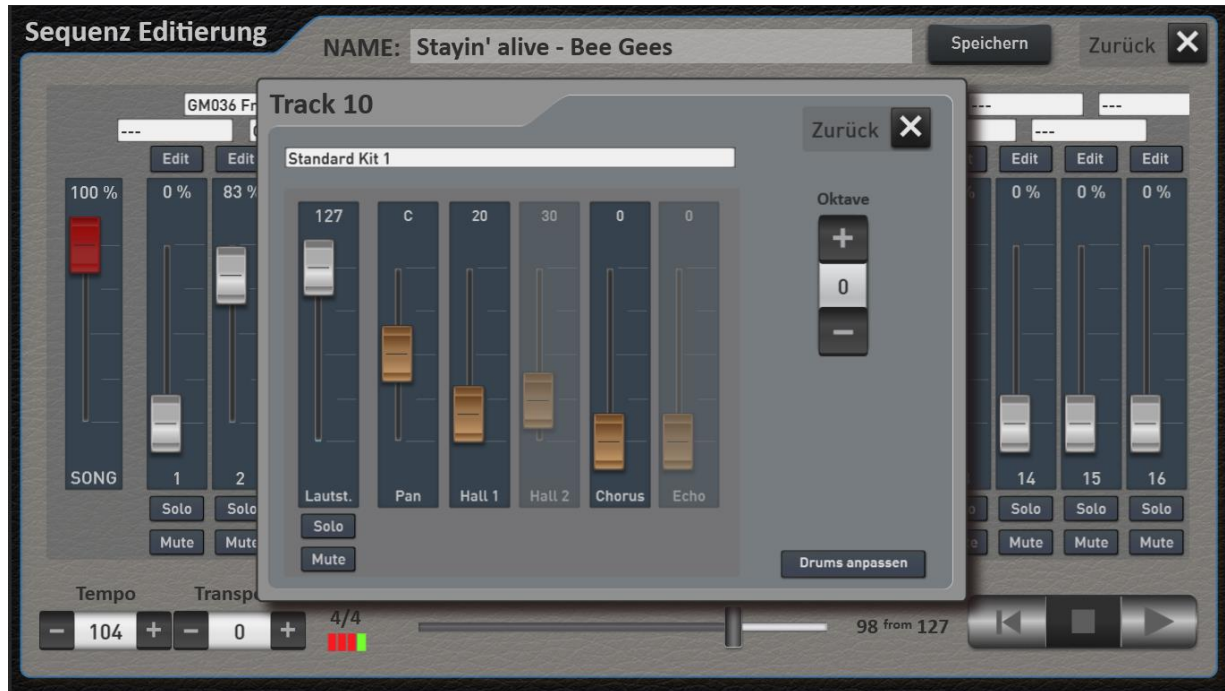 Sequenz Editierung
NAME: Stayin' alive - Bee Gees
Speichern
Zurück
GM036 Fr
---
---
---
---
Edit
Edit
Edit
Edit
Edit
100 %
0 %
83 %
0 %
0 %
0 %
SONG
1
2
14
15
16
Solo
Solo
Solo
Solo
Solo
Mute
Mute
Mute
Mute
Mute
Track 10
Zurück
Standard Kit 1
127
C
20
30
0
0
Lautst.
Pan
Hall 1
Hall 2
Chorus
Echo
Solo
Mute
Oktave
+
0
−
Drums anpassen
Tempo
− 104 +
Transp
− 0 +
4/4
98 from 127